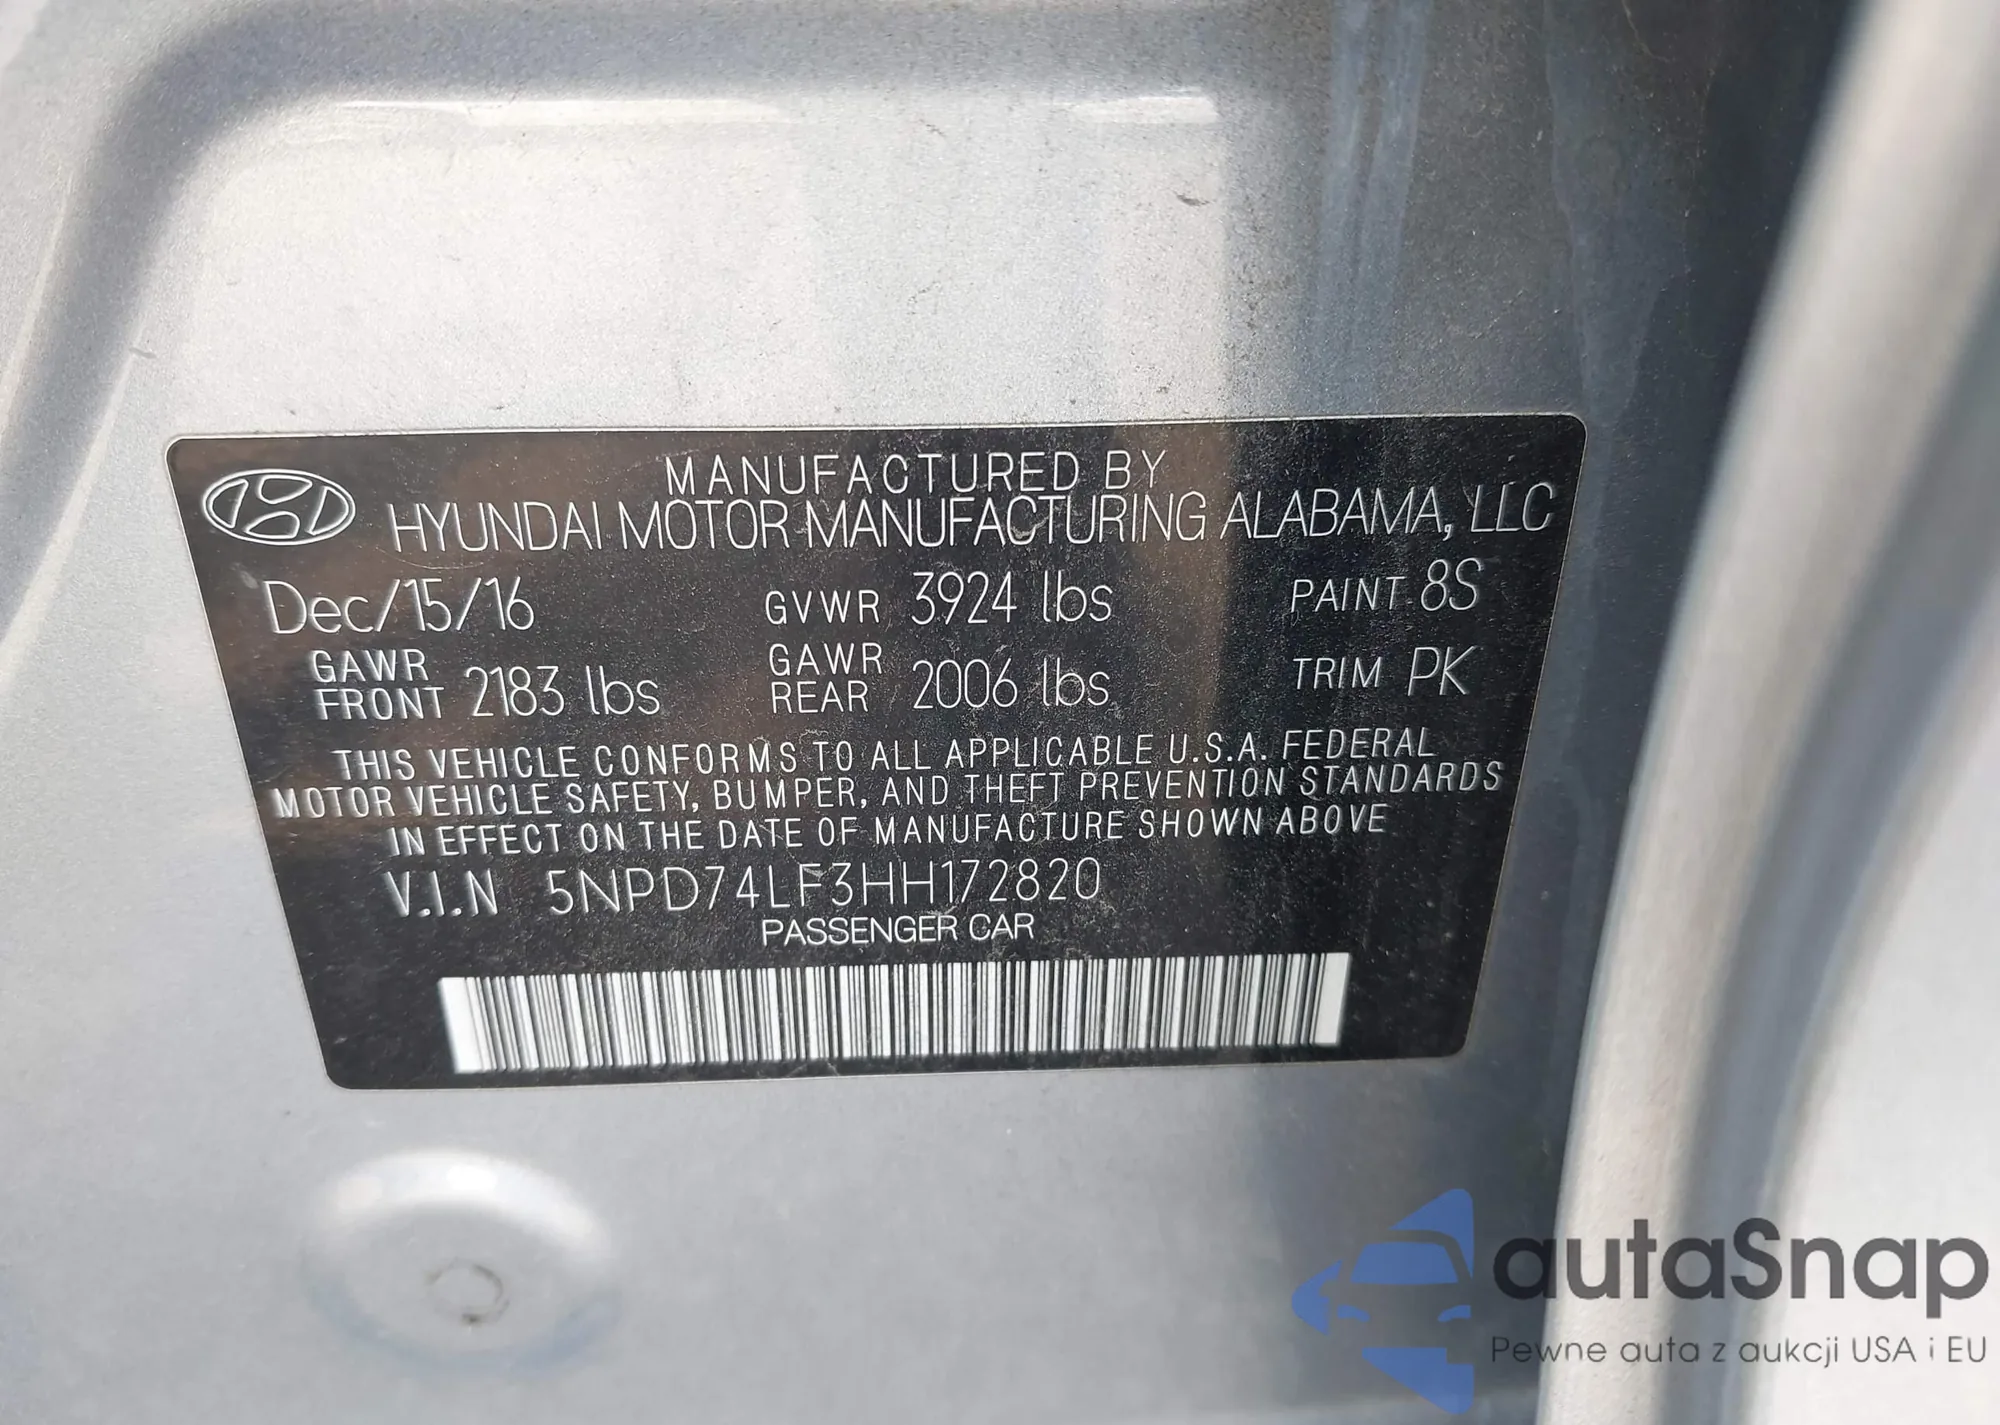 MANUFACTURED BY
HYUNDAI MOTOR MANUFACTURING ALABAMA, LLC
Dec/15/16 GVWR 3924 lbs PAINT 8S
GAWR FRONT 2183 lbs GAWR REAR 2006 lbs TRIM PK
THIS VEHICLE CONFORMS TO ALL APPLICABLE U.S.A. FEDERAL
MOTOR VEHICLE SAFETY, BUMPER, AND THEFT PREVENTION STANDARDS
IN EFFECT ON THE DATE OF MANUFACTURE SHOWN ABOVE
V.I.N 5NPD74LF3HH172820
PASSENGER CAR
autaSnap
Pewne auta z aukcji USA i EU